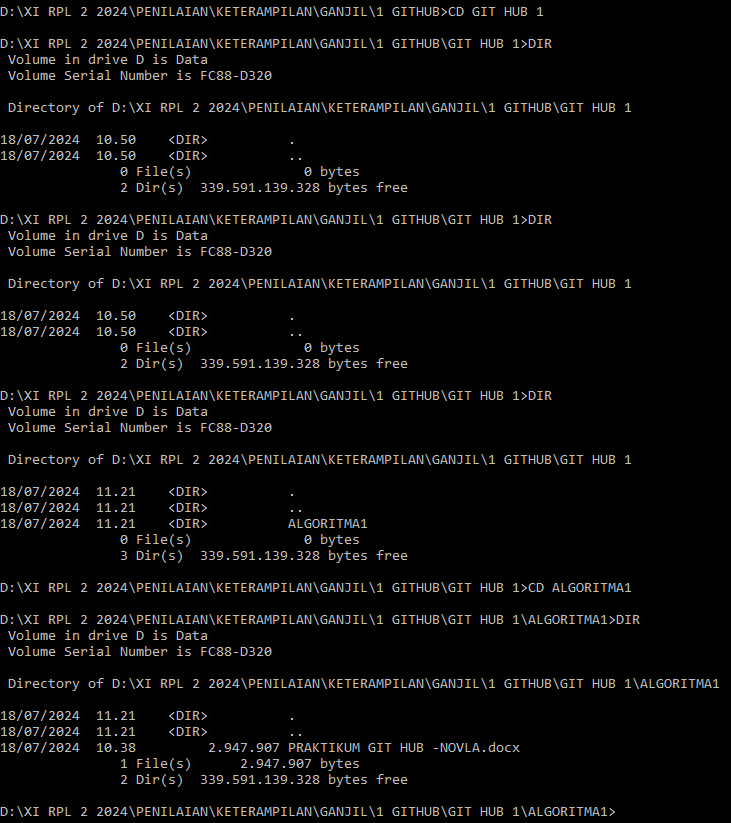 D:\XI RPL 2 2024\PENILAIAN\KETERAMPILAN\GANJIL\1 GITHUB>CD GIT HUB 1
D:\XI RPL 2 2024\PENILAIAN\KETERAMPILAN\GANJIL\1 GITHUB\GIT HUB 1>DIR
 Volume in drive D is Data
 Volume Serial Number is FC88-D320
 Directory of D:\XI RPL 2 2024\PENILAIAN\KETERAMPILAN\GANJIL\1 GITHUB\GIT HUB 1
18/07/2024  10.50    <DIR>          .
18/07/2024  10.50    <DIR>          ..
               0 File(s)              0 bytes
               2 Dir(s)  339.591.139.328 bytes free
D:\XI RPL 2 2024\PENILAIAN\KETERAMPILAN\GANJIL\1 GITHUB\GIT HUB 1>DIR
 Volume in drive D is Data
 Volume Serial Number is FC88-D320
 Directory of D:\XI RPL 2 2024\PENILAIAN\KETERAMPILAN\GANJIL\1 GITHUB\GIT HUB 1
18/07/2024  10.50    <DIR>          .
18/07/2024  10.50    <DIR>          ..
               0 File(s)              0 bytes
               2 Dir(s)  339.591.139.328 bytes free
D:\XI RPL 2 2024\PENILAIAN\KETERAMPILAN\GANJIL\1 GITHUB\GIT HUB 1>DIR
 Volume in drive D is Data
 Volume Serial Number is FC88-D320
 Directory of D:\XI RPL 2 2024\PENILAIAN\KETERAMPILAN\GANJIL\1 GITHUB\GIT HUB 1
18/07/2024  11.21    <DIR>          .
18/07/2024  11.21    <DIR>          ..
18/07/2024  11.21    <DIR>          ALGORITMA1
               0 File(s)              0 bytes
               3 Dir(s)  339.591.139.328 bytes free
D:\XI RPL 2 2024\PENILAIAN\KETERAMPILAN\GANJIL\1 GITHUB\GIT HUB 1>CD ALGORITMA1
D:\XI RPL 2 2024\PENILAIAN\KETERAMPILAN\GANJIL\1 GITHUB\GIT HUB 1\ALGORITMA1>DIR
 Volume in drive D is Data
 Volume Serial Number is FC88-D320
 Directory of D:\XI RPL 2 2024\PENILAIAN\KETERAMPILAN\GANJIL\1 GITHUB\GIT HUB 1\ALGORITMA1
18/07/2024  11.21    <DIR>          .
18/07/2024  11.21    <DIR>          ..
18/07/2024  10.38         2.947.907 PRAKTIKUM GIT HUB -NOVLA.docx
               1 File(s)      2.947.907 bytes
               2 Dir(s)  339.591.139.328 bytes free
D:\XI RPL 2 2024\PENILAIAN\KETERAMPILAN\GANJIL\1 GITHUB\GIT HUB 1\ALGORITMA1>